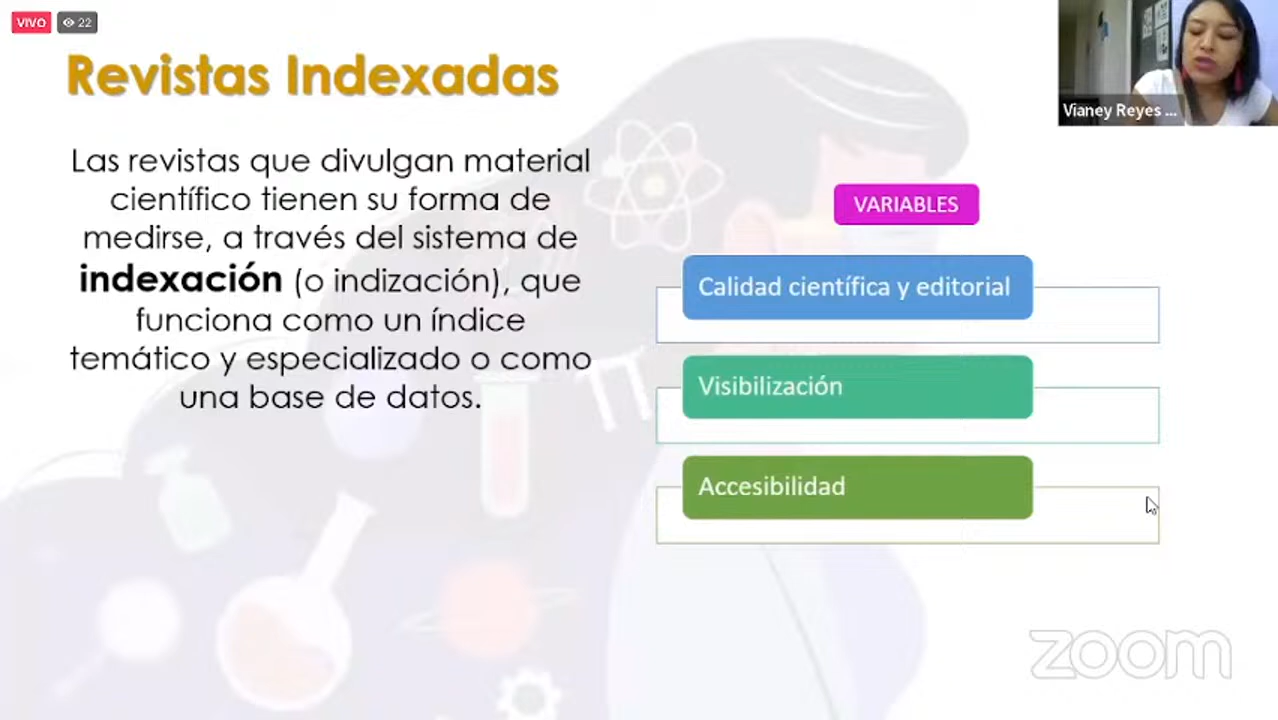 VIVO
22
Revistas Indexadas
Vianey Reyes ...
Las revistas que divulgan material
científico tienen su forma de
medirse, a través del sistema de
indexación (o indización), que
funciona como un índice
temático y especializado o como
una base de datos.
VARIABLES
Calidad científica y editorial
Visibilización
Accesibilidad
zoom